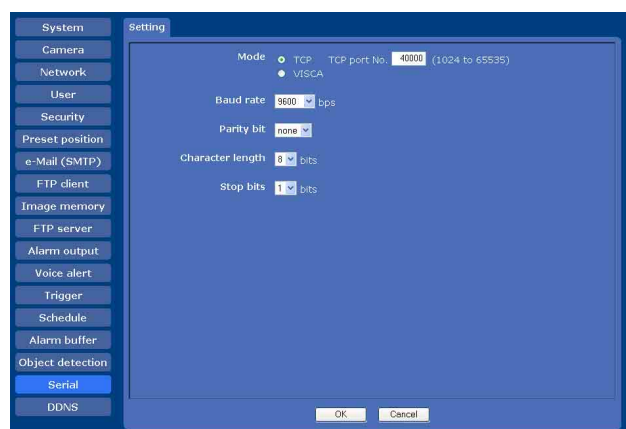 System
Camera
Network
User
Security
Preset position
e-Mail (SMTP)
FTP client
Image memory
FTP server
Alarm output
Voice alert
Trigger
Schedule
Alarm buffer
Object detection
Serial
DDNS
Setting
Mode TCP TCP port No. 40000 (1024 to 65535)
VISCA
Baud rate 9600 bps
Parity bit none
Character length 8 bits
Stop bits 1 bits
OK Cancel